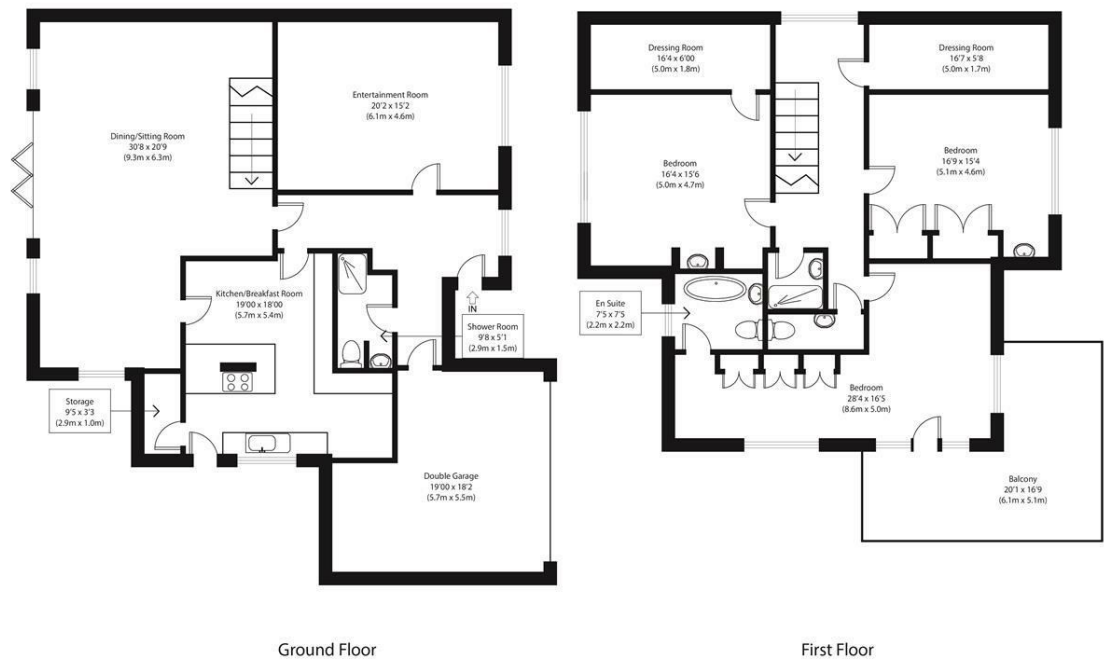 Dining/Sitting Room
30'8 x 20'9
(9.3m x 6.3m)
Entertainment Room
20'2 x 15'2
(6.1m x 4.6m)
Kitchen/Breakfast Room
19'00 x 18'00
(5.7m x 5.4m)
IN
Shower Room
9'8 x 5'1
(2.9m x 1.5m)
Storage
9'5 x 3'3
(2.9m x 1.0m)
Double Garage
19'00 x 18'2
(5.7m x 5.5m)
Ground Floor
Dressing Room
16'4 x 6'00
(5.0m x 1.8m)
Dressing Room
16'7 x 5'8
(5.0m x 1.7m)
Bedroom
16'4 x 15'6
(5.0m x 4.7m)
Bedroom
16'9 x 15'4
(5.1m x 4.6m)
En Suite
7'5 x 7'5
(2.2m x 2.2m)
Bedroom
28'4 x 16'5
(8.6m x 5.0m)
Balcony
20'1 x 16'9
(6.1m x 5.1m)
First Floor